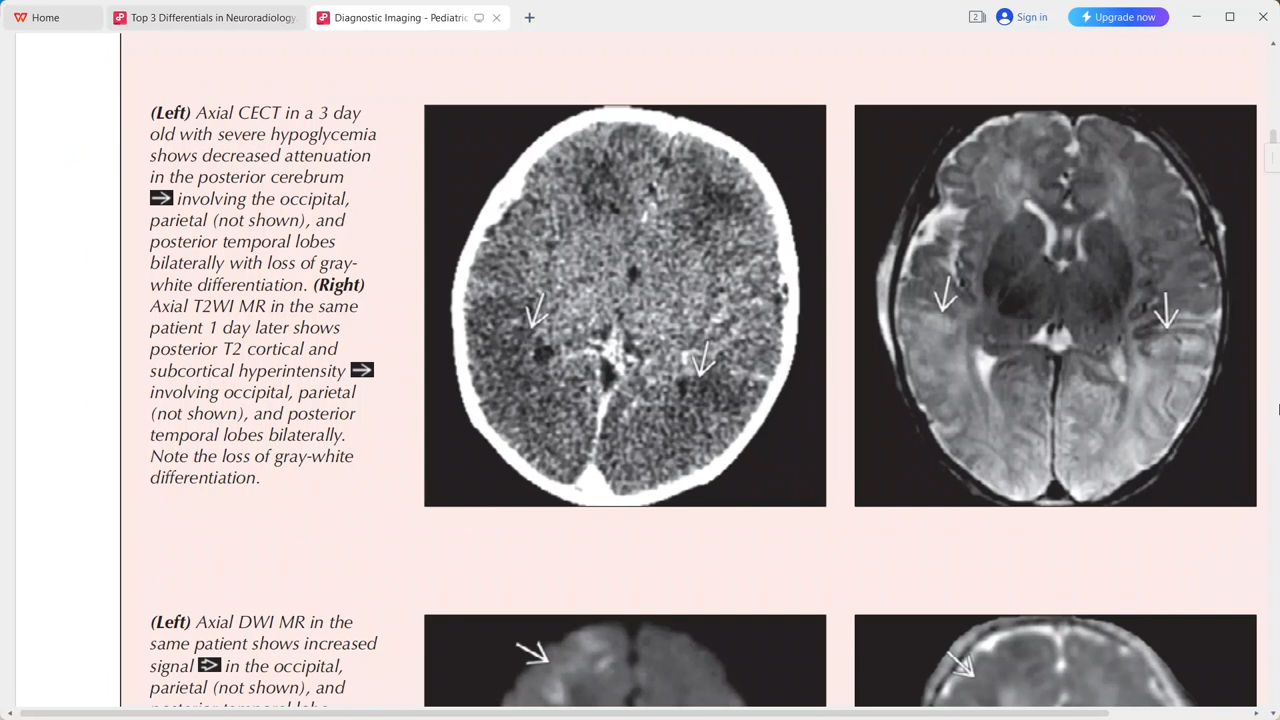 Home
Top 3 Differentials in Neuroradiology.
Diagnostic Imaging - Pediatric
2
Sign in
Upgrade now
(Left) Axial CECT in a 3 day
old with severe hypoglycemia
shows decreased attenuation
in the posterior cerebrum
involving the occipital,
parietal (not shown), and
posterior temporal lobes
bilaterally with loss of gray-
white differentiation. (Right)
Axial T2WI MR in the same
patient 1 day later shows
posterior T2 cortical and
subcortical hyperintensity
involving occipital, parietal
(not shown), and posterior
temporal lobes bilaterally.
Note the loss of gray-white
differentiation.
(Left) Axial DWI MR in the
same patient shows increased
signal in the occipital,
parietal (not shown), and
posterior temporal lobe